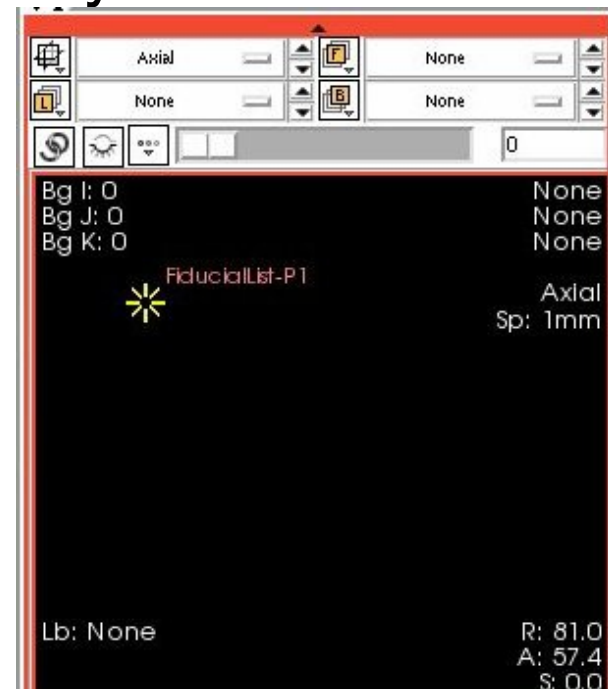 Axial F None
L None B None
0
Bg I: 0 None
Bg J: 0 None
Bg K: 0 None
FiducialList-P1
Axial
Sp: 1mm
Lb: None R: 81.0
A: 57.4
S: 0.0